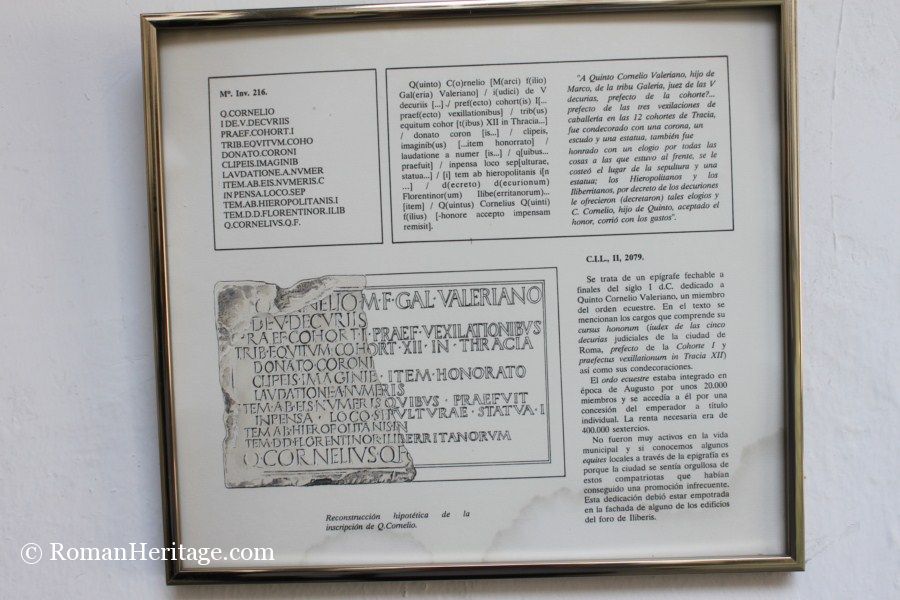 Mº. Inv. 216.
Q.CORNELIO
I DE.V.DECVRIIS
PRAEF.COHORT.I
TRIB.EQVITVM.COHO
DONATO.CORONI
CLIPEIS.IMAGINIB
LAVDATIONE.A.NVMER
ITEM.AB.EIS.NVMERIS.C
IN PENSA.LOCO.SEP
TEM.AB.HIEROPOLITANIS.I
TEM.D.D.FLORENTINOR.ILIB
Q.CORNELIVS.Q.F.
Q(uinto) C(o)rnelio [M(arci) f(ilio)
Gal(eria) Valeriano] / i(udici) de V
decuriis [...] ./ pref(ecto) cohort(is) I[...
praef(ecto) vexillationibus] / trib(us)
equitum cohor [t(ibus) XII in Thracia...]
/ donato coron [is...] / clipeis,
imaginib(us) [...item honorrato] /
laudatione a numer [is...] / q[uibus...
praefuit] / inpensa loco sep[ulturae,
statua...] / [i] tem ab hieropolitanis i[n
...] / d(ecreto) d(ecurionum)
Florentinor(um) Ilibe(erritanorum)...
[item] / Q(uintus) Cornelius Q(uinti)
f(ilius) [-honore accepto impensam
remisit].
"A Quinto Cornelio Valeriano, hijo de
Marco, de la tribu Galeria, juez de las V
decurias, prefecto de la cohorte?...
prefecto de las tres vexilaciones de
caballería en las 12 cohortes de Tracia,
fue condecorado con una corona, un
escudo y una estatua, también fue
honrado con un elogio por todas las
cosas a las que estuvo al frente, se le
costeó el lugar de la sepultura y una
estatua; los Hieropolitanos y los
Iliberritanos, por decreto de los decuriones
le ofrecieron (decretaron) tales elogios y
C. Cornelio, hijo de Quinto, aceptado el
honor, corrió con los gastos".
Q CORNELIO·M·F·GAL·VALERIANO
I DE·V·DECVRIIS
PRAEF COHORT·I·PRAEF·VEXILATIONIBVS
TRIB·EQVITVM·COHORT·XII·IN·THRACIA
DONATO·CORONI
CLIPEIS·IMAGINIB·ITEM·HONORATO
LAVDATIONE·A·NVMERIS
ITEM·AB·EIS·NVMERIS QVIBVS·PRAEFVIT
INPENSA·LOCO·SEPVLTVRAE STATVA·I
TEM·AB·HIEROPOLITANIS·IN
TEM·D·D·FLORENTINOR·ILIBERRITANORVM
Q·CORNELIVS·Q·F
Reconstrucción hipotética de la
inscripción de Q.Cornelio.
C.I.L., II, 2079.
Se trata de un epígrafe fechable a
finales del siglo I d.C. dedicado a
Quinto Cornelio Valeriano, un miembro
del orden ecuestre. En el texto se
mencionan los cargos que comprende su
cursus honorum (iudex de las cinco
decurias judiciales de la ciudad de
Roma, prefecto de la Cohorte I y
praefectus vexillationum in Tracia XII)
así como sus condecoraciones.
El ordo ecuestre estaba integrado en
época de Augusto por unos 20.000
miembros y se accedía a él por una
concesión del emperador a título
individual. La renta necesaria era de
400.000 sextercios.
No fueron muy activos en la vida
municipal y si conocemos algunos
equites locales a través de la epigrafía es
porque la ciudad se sentía orgullosa de
estos compatriotas que habían
conseguido una promoción infrecuente.
Esta dedicación debió estar empotrada
en la fachada de alguno de los edificios
del foro de Iliberis.
© RomanHeritage.com